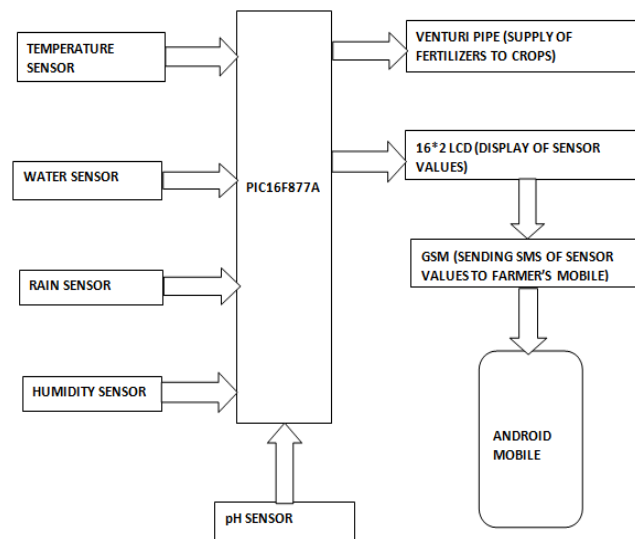 TEMPERATURE
SENSOR
WATER SENSOR
RAIN SENSOR
HUMIDITY SENSOR
pH SENSOR
PIC16F877A
VENTURI PIPE (SUPPLY OF
FERTILIZERS TO CROPS)
16*2 LCD (DISPLAY OF SENSOR
VALUES)
GSM (SENDING SMS OF SENSOR
VALUES TO FARMER'S MOBILE)
ANDROID
MOBILE